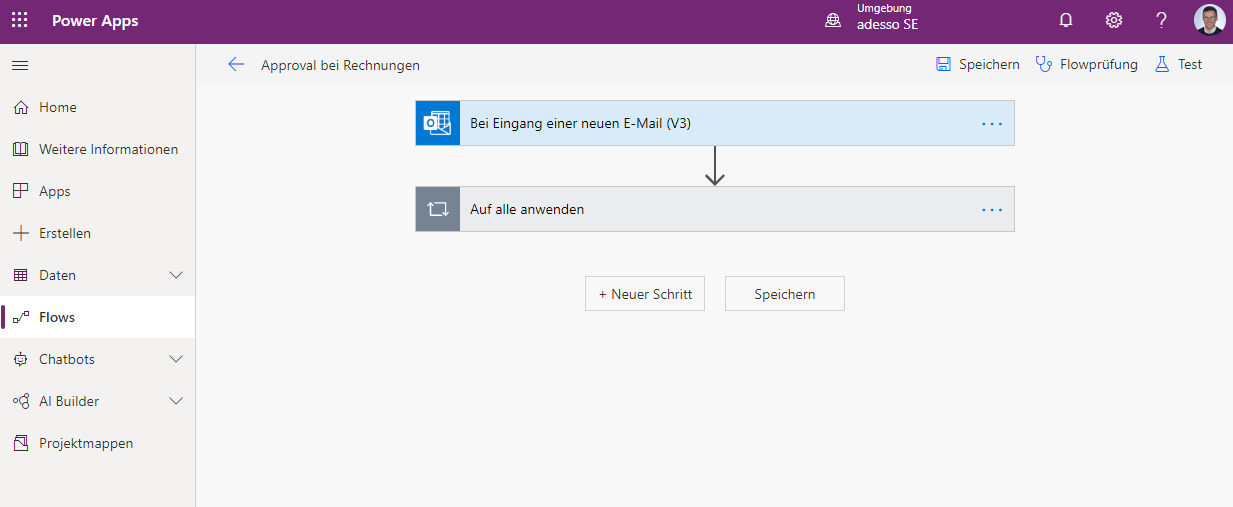 Power Apps
Umgebung
adesso SE
Approval bei Rechnungen
Speichern
Flowprüfung
Test
Home
Weitere Informationen
Apps
Erstellen
Daten
Flows
Chatbots
AI Builder
Projektmappen
Bei Eingang einer neuen E-Mail (V3)
Auf alle anwenden
+ Neuer Schritt
Speichern